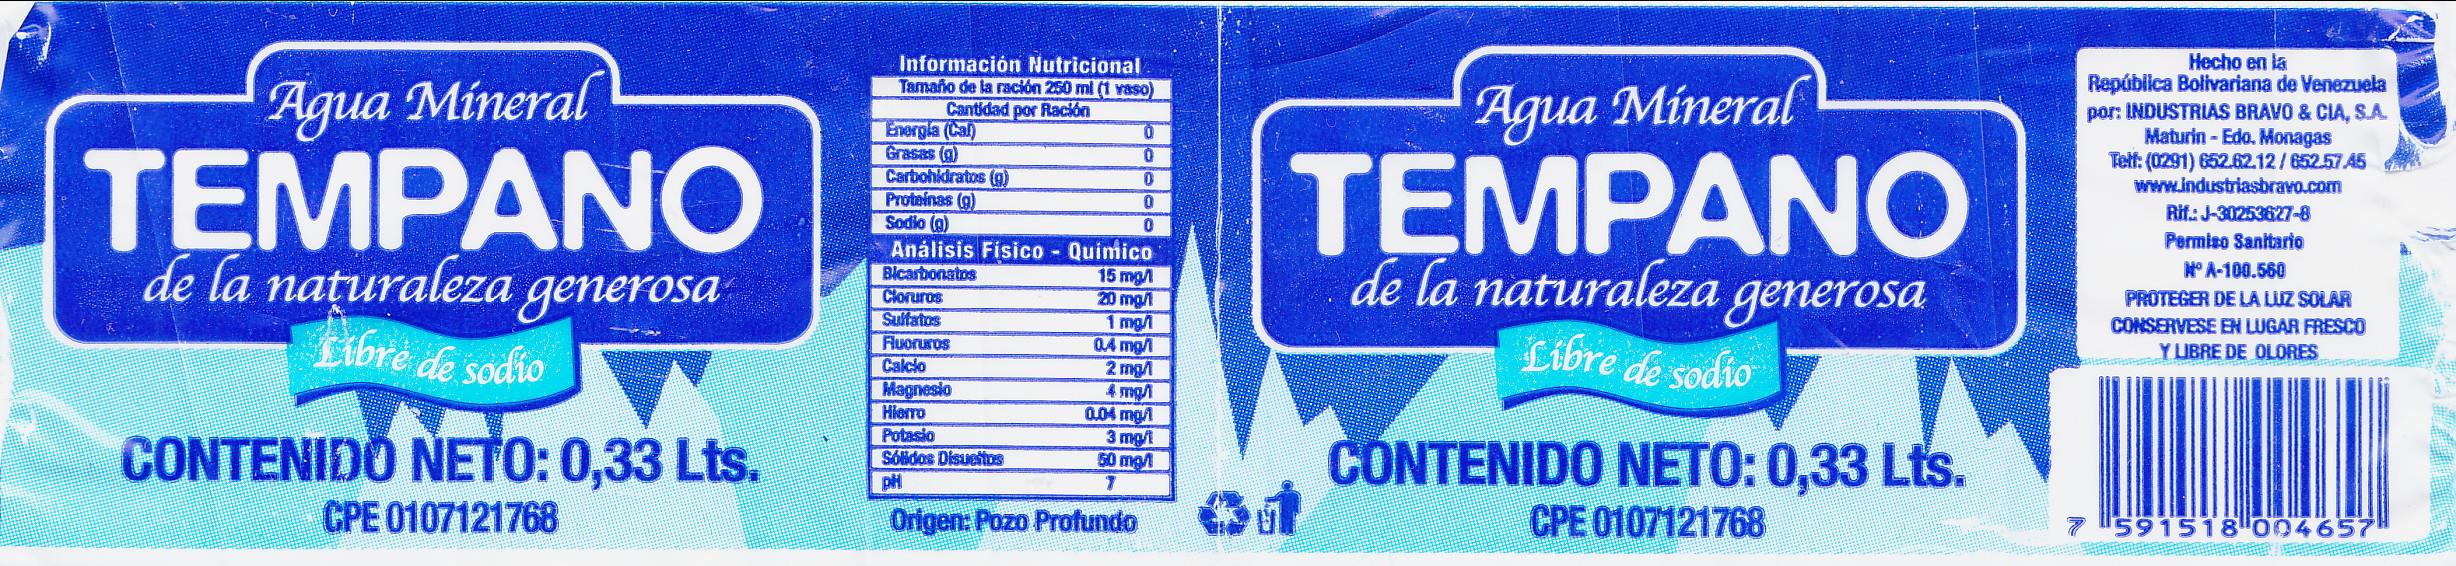 Agua Mineral
TEMPANO
de la naturaleza generosa
Libre de sodio
CONTENIDO NETO: 0,33 Lts.
CPE 0107121768
Información Nutricional
Tamaño de la ración 250 ml (1 vaso)
Cantidad por Ración
Energía (Cal) 0
Grasas (g) 0
Carbohidratos (g) 0
Proteínas (g) 0
Sodio (g) 0
Análisis Físico - Químico
Bicarbonatos 15 mg/l
Cloruros 20 mg/l
Sulfatos 1 mg/l
Fluoruros 0.4 mg/l
Calcio 2 mg/l
Magnesio 4 mg/l
Hierro 0.04 mg/l
Potasio 3 mg/l
Sólidos Disueltos 50 mg/l
pH 7
Origen: Pozo Profundo
Agua Mineral
TEMPANO
de la naturaleza generosa
Libre de sodio
CONTENIDO NETO: 0,33 Lts.
CPE 0107121768
Hecho en la
República Bolivariana de Venezuela
por: INDUSTRIAS BRAVO & CIA, S.A.
Maturin - Edo. Monagas
Telf: (0291) 652.62.12 / 652.57.45
www.industriasbravo.com
Rif.: J-30253627-8
Permiso Sanitario
Nº A-100.560
PROTEGER DE LA LUZ SOLAR
CONSERVESE EN LUGAR FRESCO
Y LIBRE DE OLORES
7 591518 004657